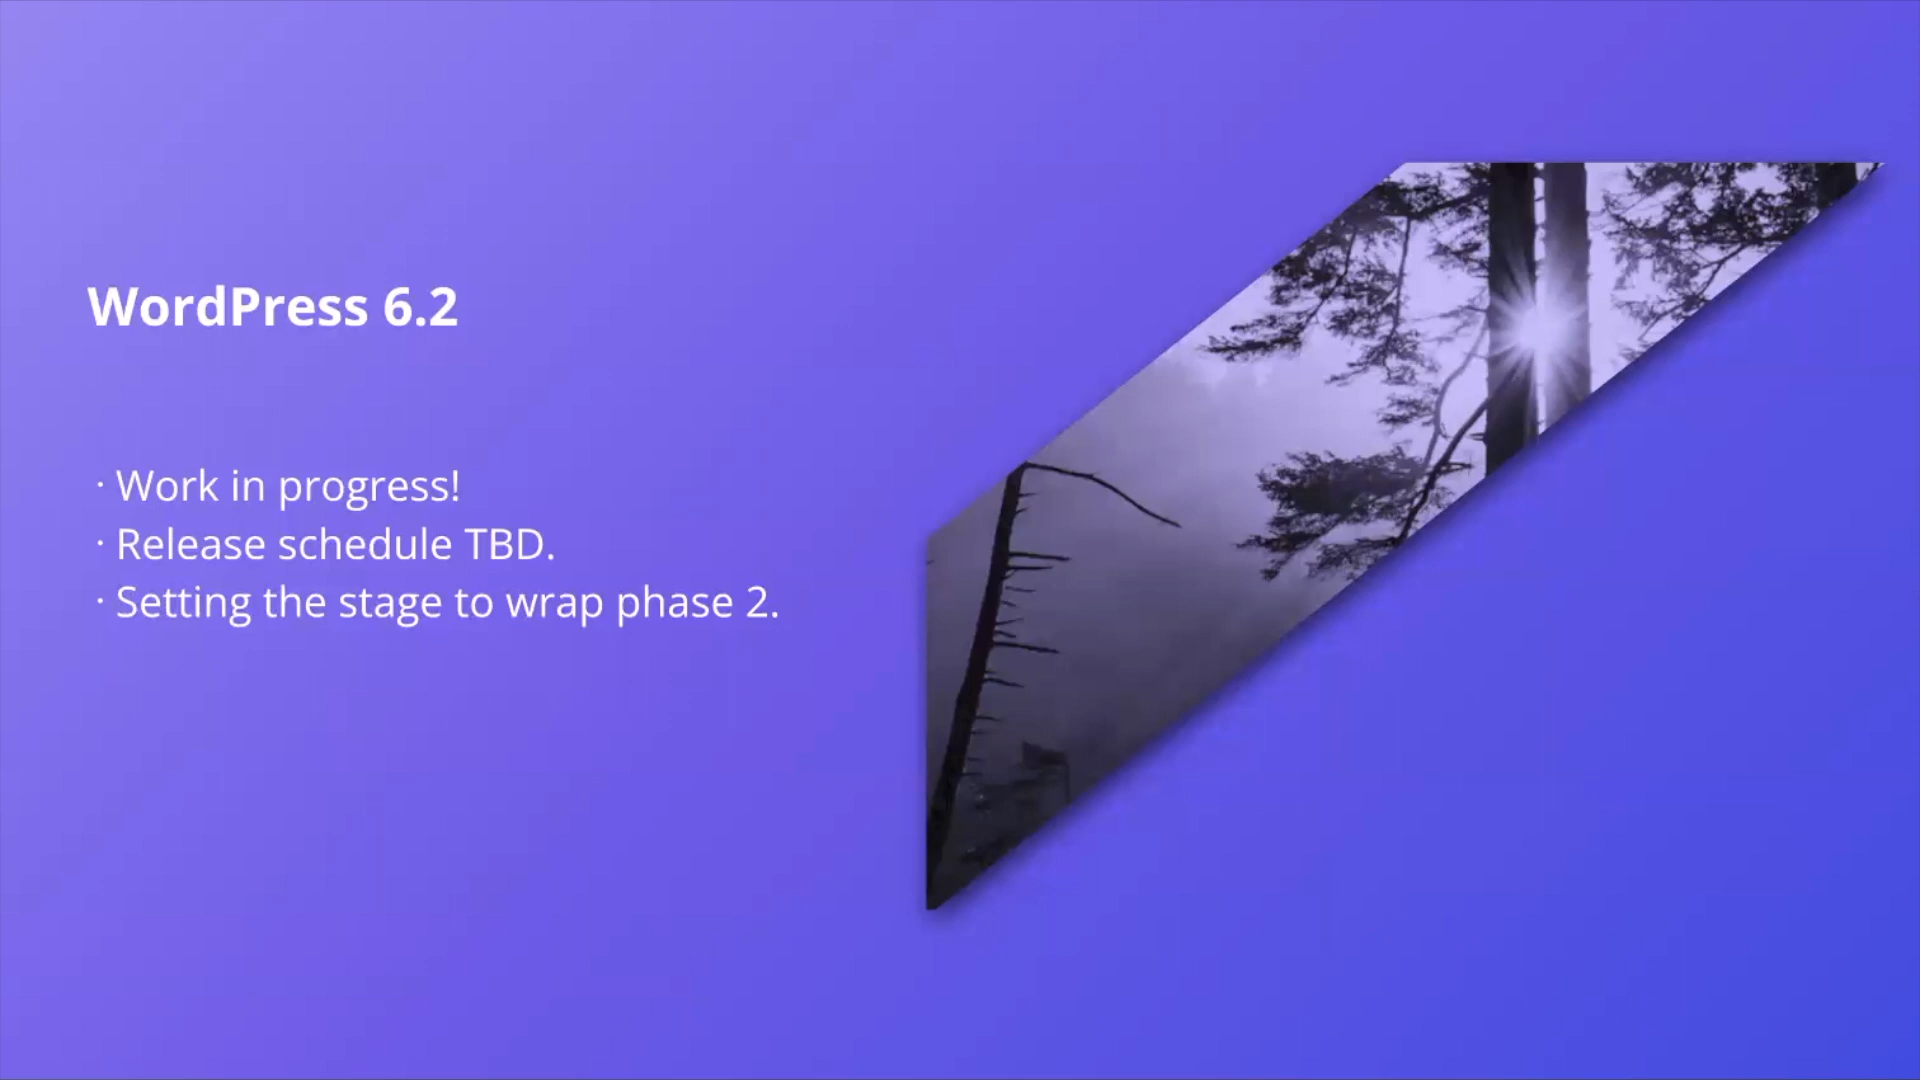 WordPress 6.2
· Work in progress!
· Release schedule TBD.
· Setting the stage to wrap phase 2.